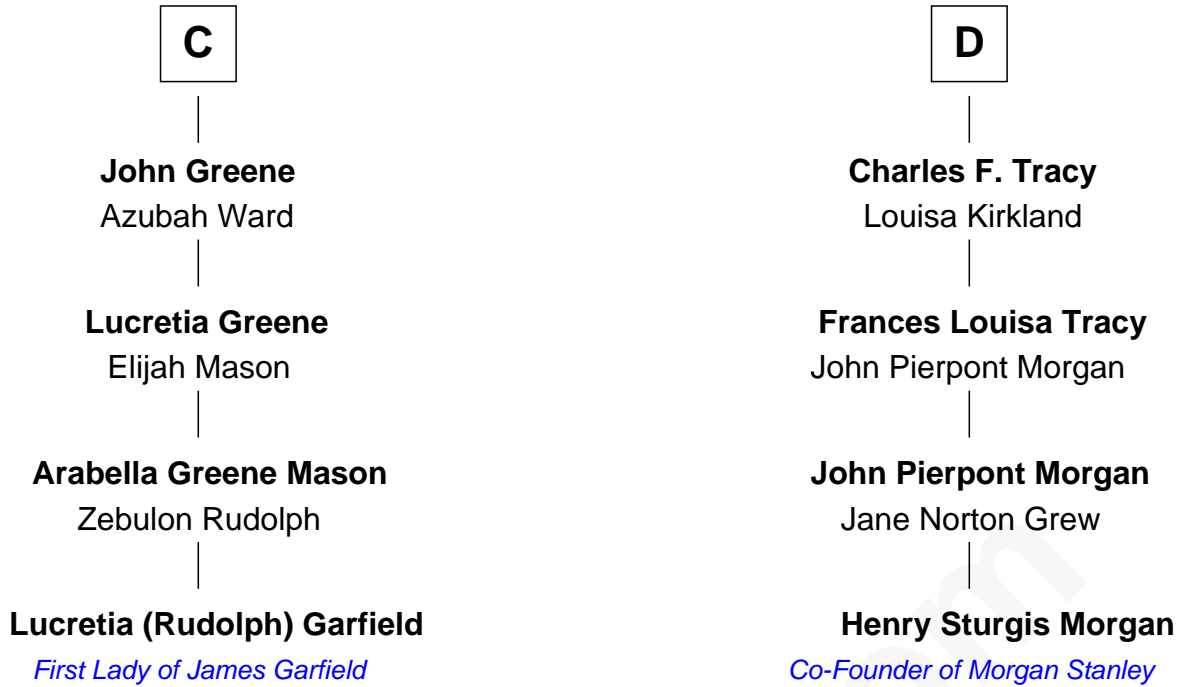 C
John Greene
Azubah Ward
Lucretia Greene
Elijah Mason
Arabella Greene Mason
Zebulon Rudolph
Lucretia (Rudolph) Garfield
First Lady of James Garfield
D
Charles F. Tracy
Louisa Kirkland
Frances Louisa Tracy
John Pierpont Morgan
John Pierpont Morgan
Jane Norton Grew
Henry Sturgis Morgan
Co-Founder of Morgan Stanley